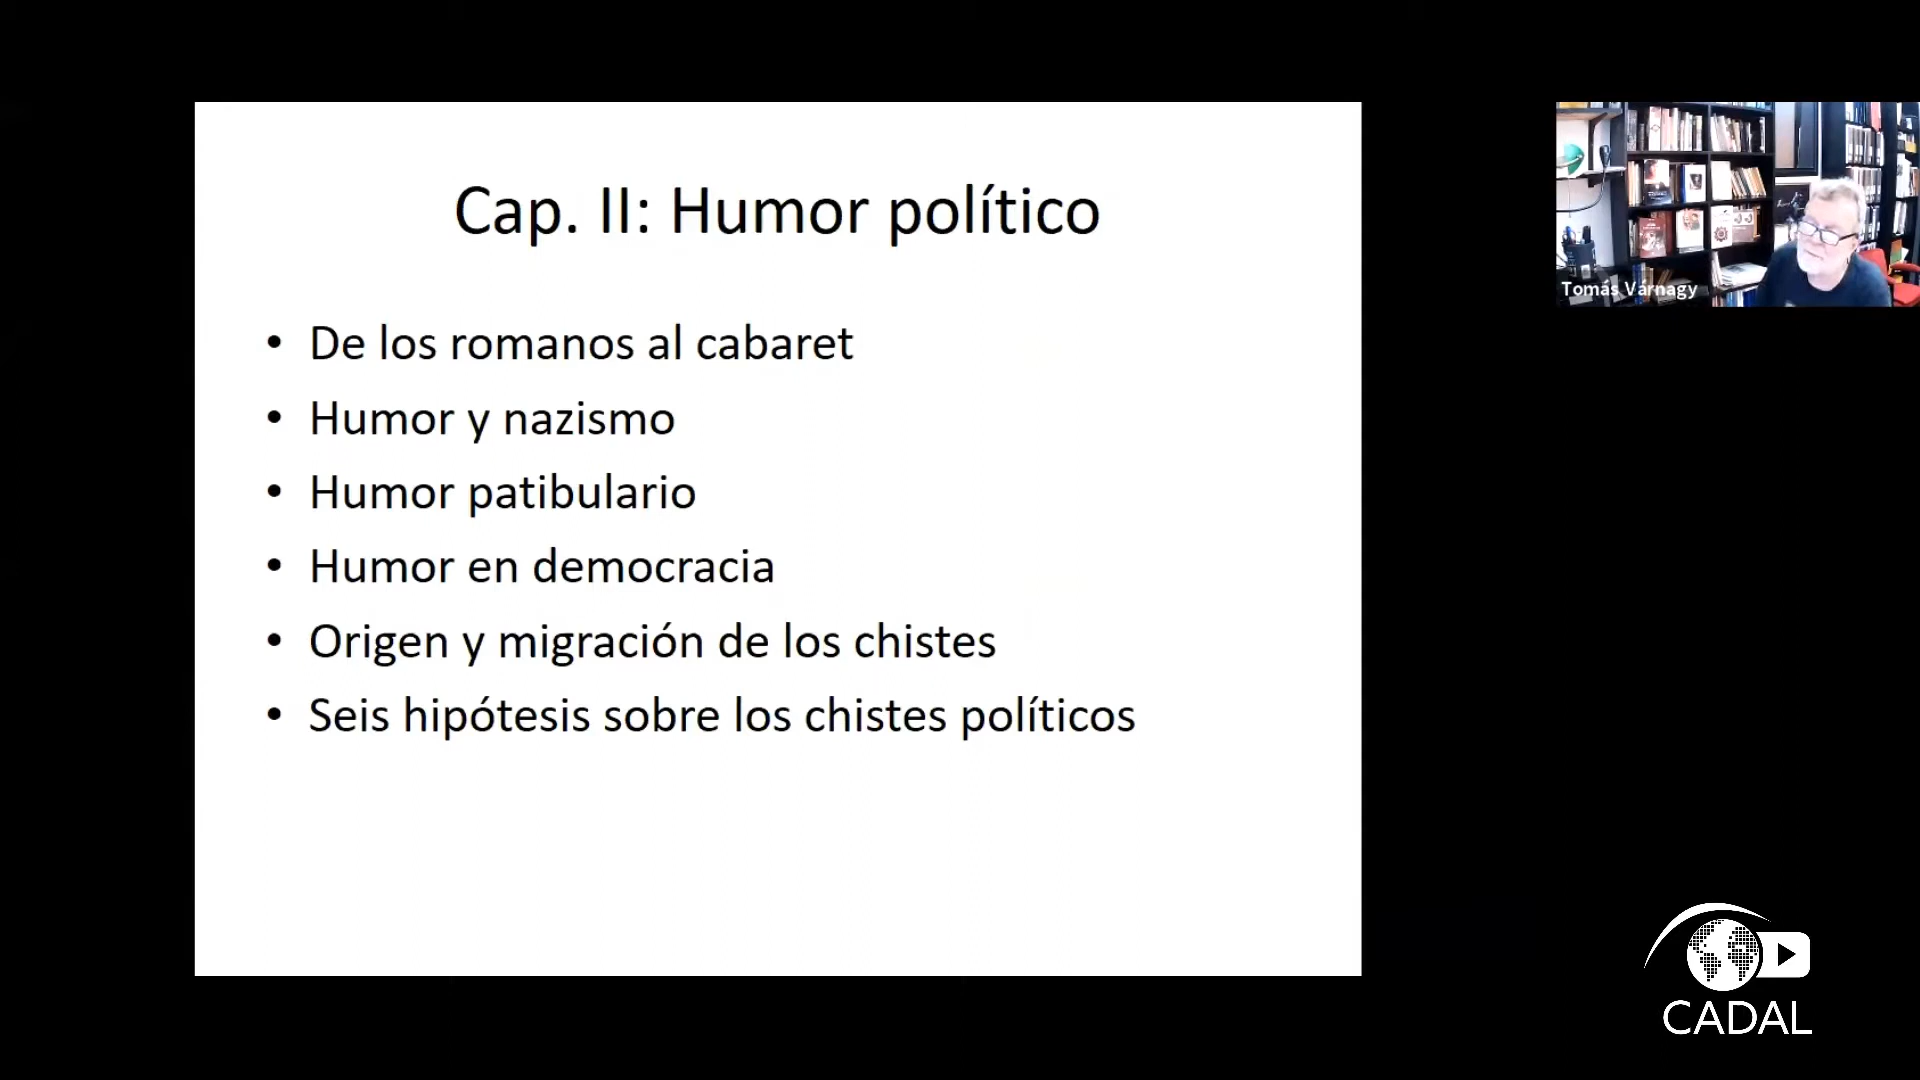 Cap. II: Humor político
• De los romanos al cabaret
• Humor y nazismo
• Humor patibulario
• Humor en democracia
• Origen y migración de los chistes
• Seis hipótesis sobre los chistes políticos
Tomás Várnagy
CADAL